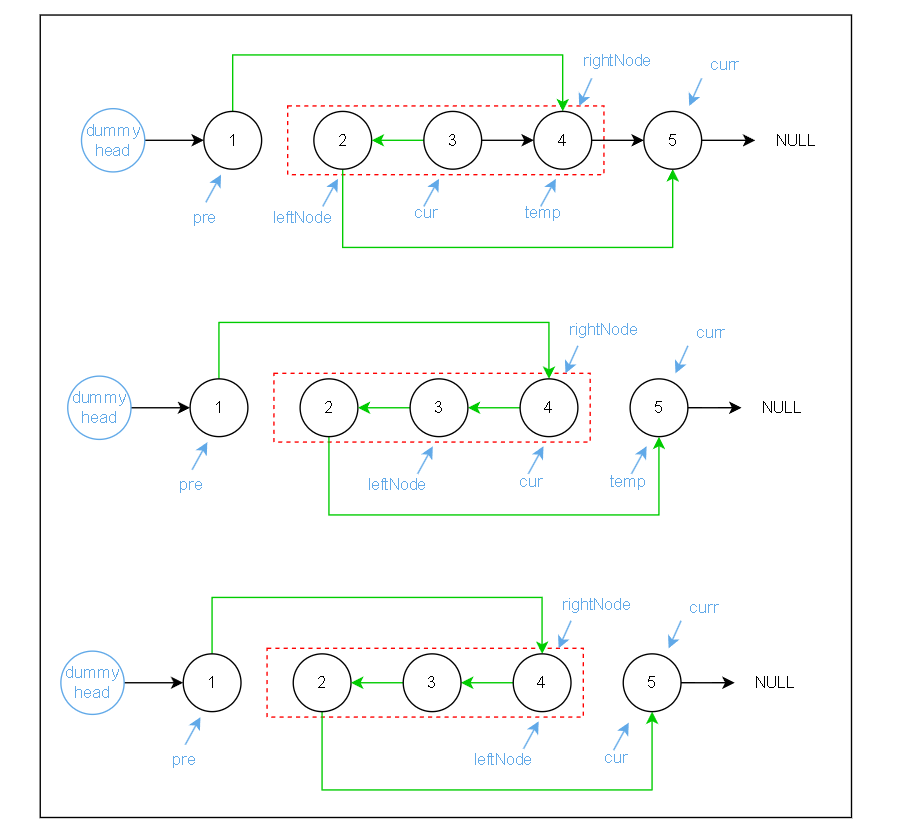 rightNode
curr
dummy
head
1
2
3
4
5
NULL
pre
leftNode
cur
temp
rightNode
curr
dummy
head
1
2
3
4
5
NULL
pre
leftNode
cur
temp
rightNode
curr
dummy
head
1
2
3
4
5
NULL
pre
leftNode
cur